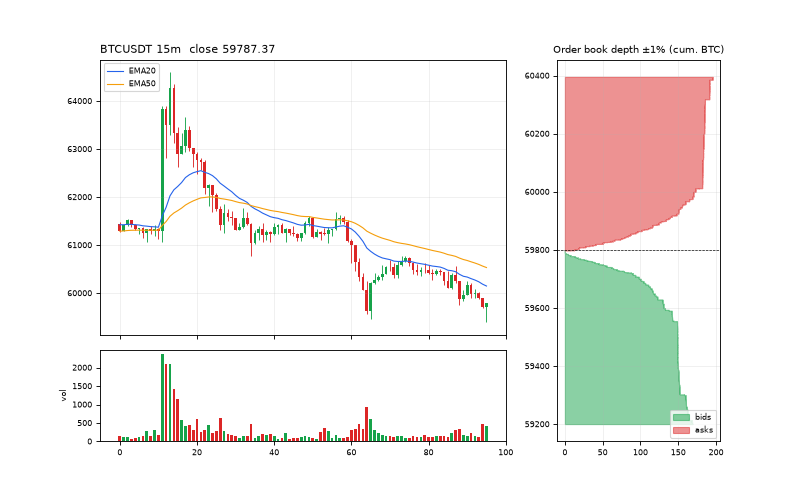 BTCUSDT 15m  close 59787.37
Order book depth ±1% (cum. BTC)
EMA20
EMA50
64000
63000
62000
61000
60000
vol
2000
1500
1000
500
0
0 20 40 60 80 100
60400
60200
60000
59800
59600
59400
59200
bids
asks
0 50 100 150 200